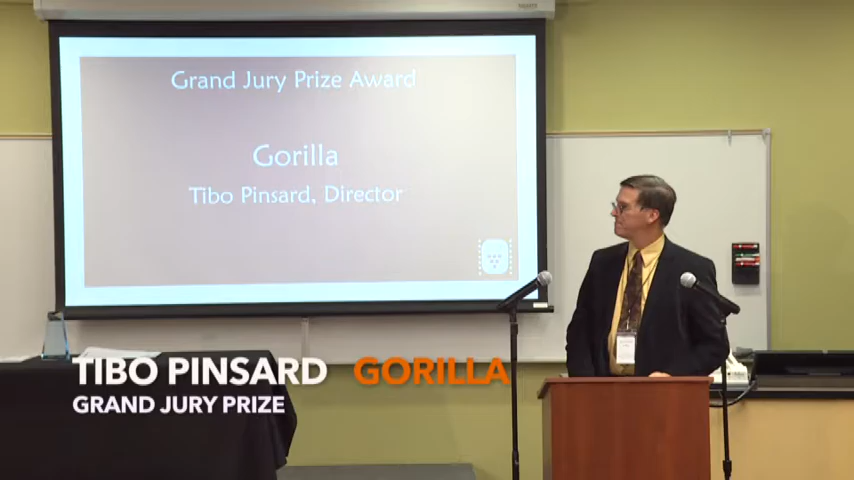 Grand Jury Prize Award
Gorilla
Tibo Pinsard, Director
TIBO PINSARD GORILLA
GRAND JURY PRIZE